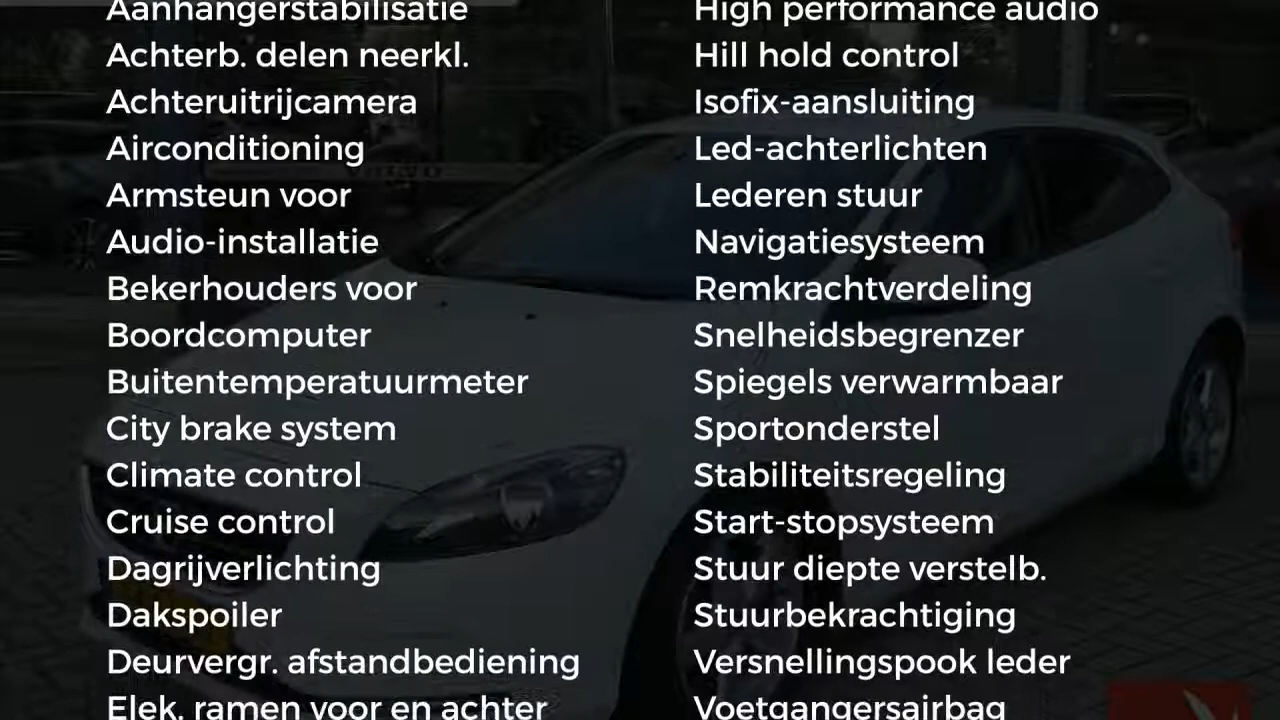 Aanhangerstabilisatie
Achterb. delen neerkl.
Achteruitrijcamera
Airconditioning
Armsteun voor
Audio-installatie
Bekerhouders voor
Boordcomputer
Buitentemperatuurmeter
City brake system
Climate control
Cruise control
Dagrijverlichting
Dakspoiler
Deurvergr. afstandbediening
Elek. ramen voor en achter
High performance audio
Hill hold control
Isofix-aansluiting
Led-achterlichten
Lederen stuur
Navigatiesysteem
Remkrachtverdeling
Snelheidsbegrenzer
Spiegels verwarmbaar
Sportonderstel
Stabiliteitsregeling
Start-stopsysteem
Stuur diepte verstelb.
Stuurbekrachtiging
Versnellingspook leder
Voetgangersairbag